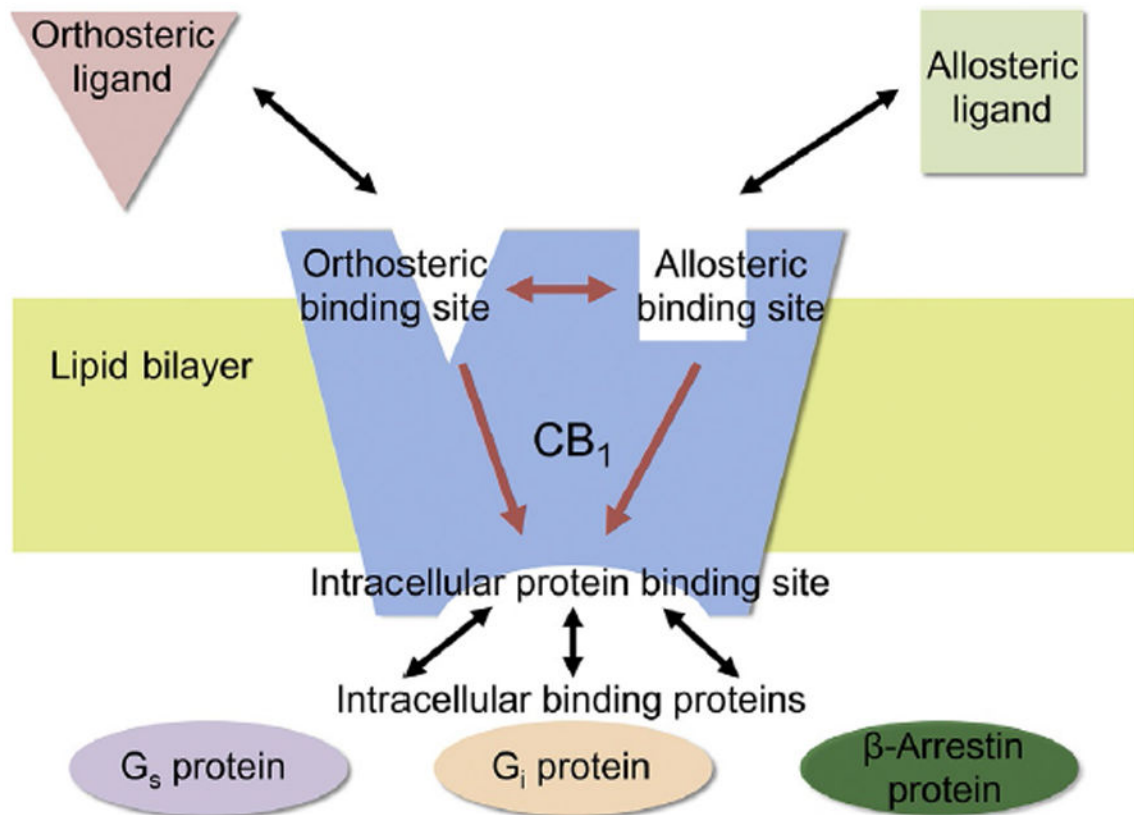 Orthosteric
ligand
Allosteric
ligand
Orthosteric
binding site
Allosteric
binding site
Lipid bilayer
CB₁
Intracellular protein binding site
Intracellular binding proteins
Gₛ protein
Gᵢ protein
β-Arrestin
protein